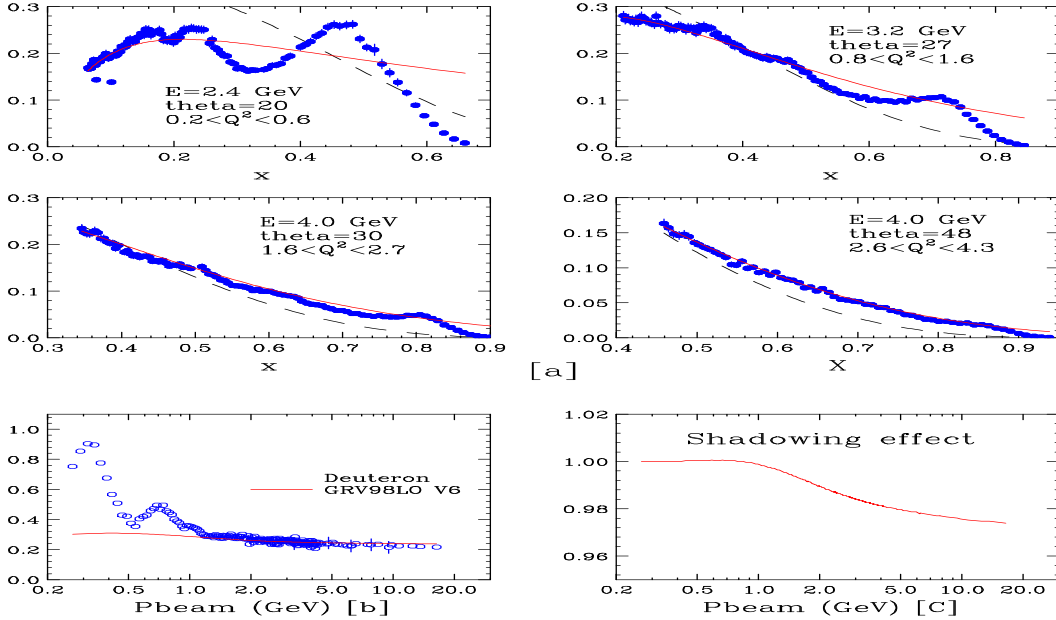 0.3
0.2
0.1
0.0
E=2.4 GeV
theta=20
0.2<Q²<0.6
0.0 0.2 0.4 0.6
x
0.2
0.1
0.0
E=3.2 GeV
theta=27
0.8<Q²<1.6
0.2 0.4 0.6 0.8
x
0.3
0.2
0.1
0.0
E=4.0 GeV
theta=30
1.6<Q²<2.7
0.3 0.4 0.5 0.6 0.7 0.8 0.9
x
0.20
0.15
0.10
0.05
0.00
E=4.0 GeV
theta=48
2.6<Q²<4.3
0.4 0.5 0.6 0.7 0.8 0.9
X
[a]
1.0
0.8
0.6
0.4
0.2
0.0
Deuteron
GRV98LO V6
0.2 0.5 1.0 2.0 5.0 10.0 20.0
Pbeam (GeV) [b]
1.02
1.00
0.98
0.96
Shadowing effect
0.2 0.5 1.0 2.0 5.0 10.0 20.0
Pbeam (GeV) [C]